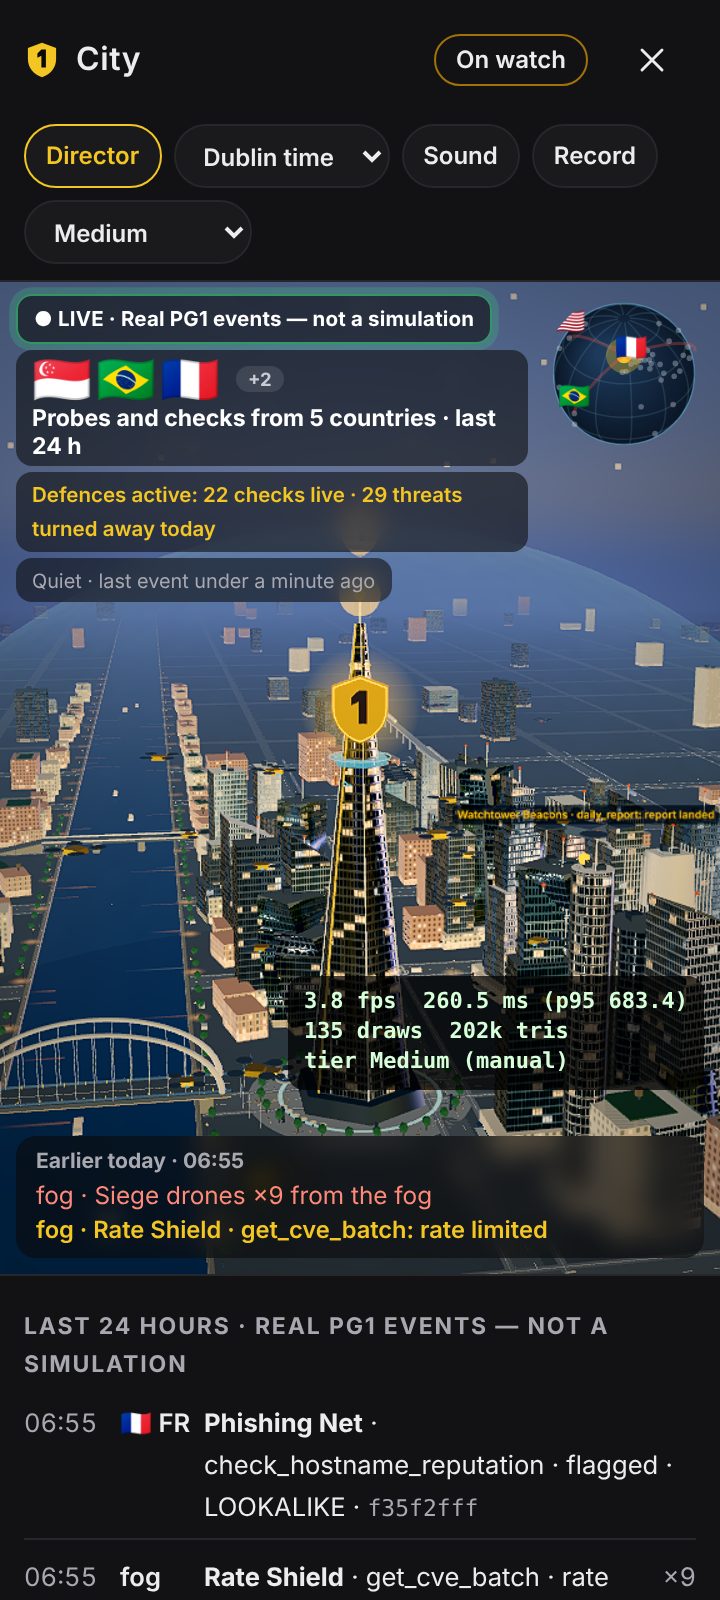 1 City On watch
Director Dublin time Sound Record
Medium
LIVE · Real PG1 events — not a simulation
+2
Probes and checks from 5 countries · last
24 h
Defences active: 22 checks live · 29 threats
turned away today
Quiet · last event under a minute ago
1
Watchtower Beacons · daily_report: report landed
3.8 fps 260.5 ms (p95 683.4)
135 draws 202k tris
tier Medium (manual)
Earlier today · 06:55
fog · Siege drones ×9 from the fog
fog · Rate Shield · get_cve_batch: rate limited
LAST 24 HOURS · REAL PG1 EVENTS — NOT A
SIMULATION
06:55 FR Phishing Net ·
check_hostname_reputation · flagged ·
LOOKALIKE · f35f2fff
06:55 fog Rate Shield · get_cve_batch · rate ×9